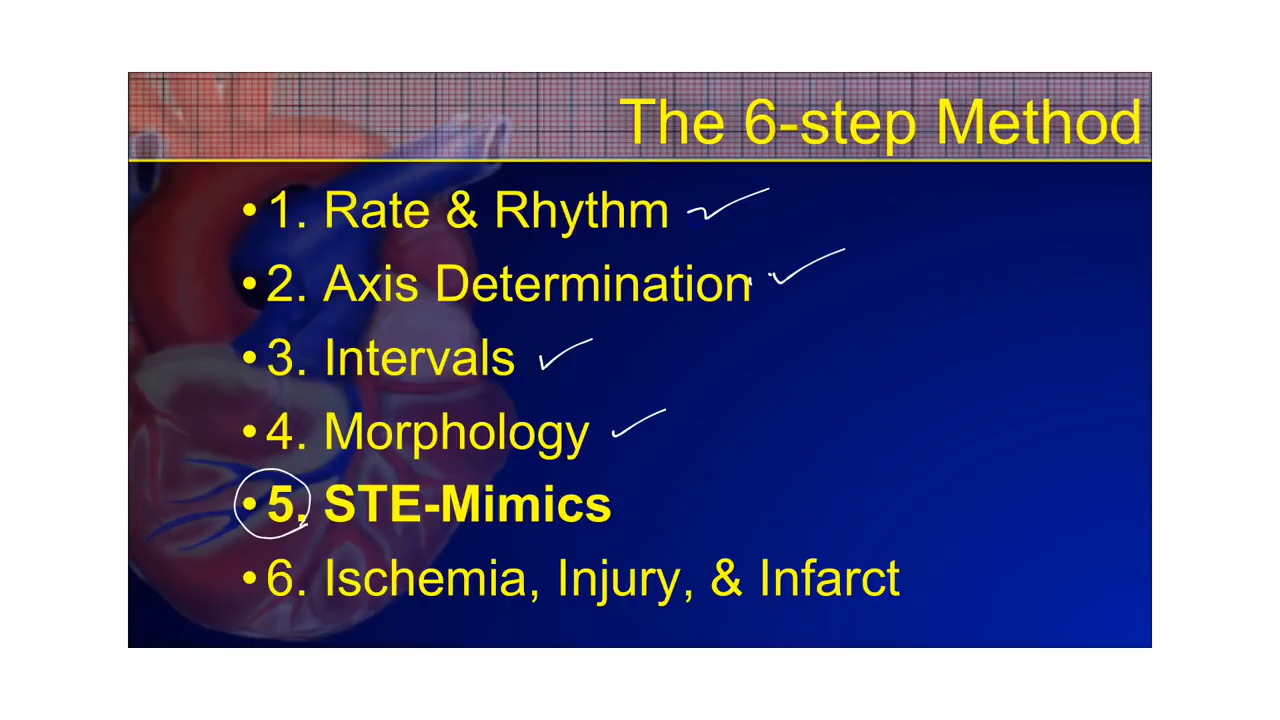 The 6-step Method
• 1. Rate & Rhythm
• 2. Axis Determination
• 3. Intervals
• 4. Morphology
• 5. STE-Mimics
• 6. Ischemia, Injury, & Infarct